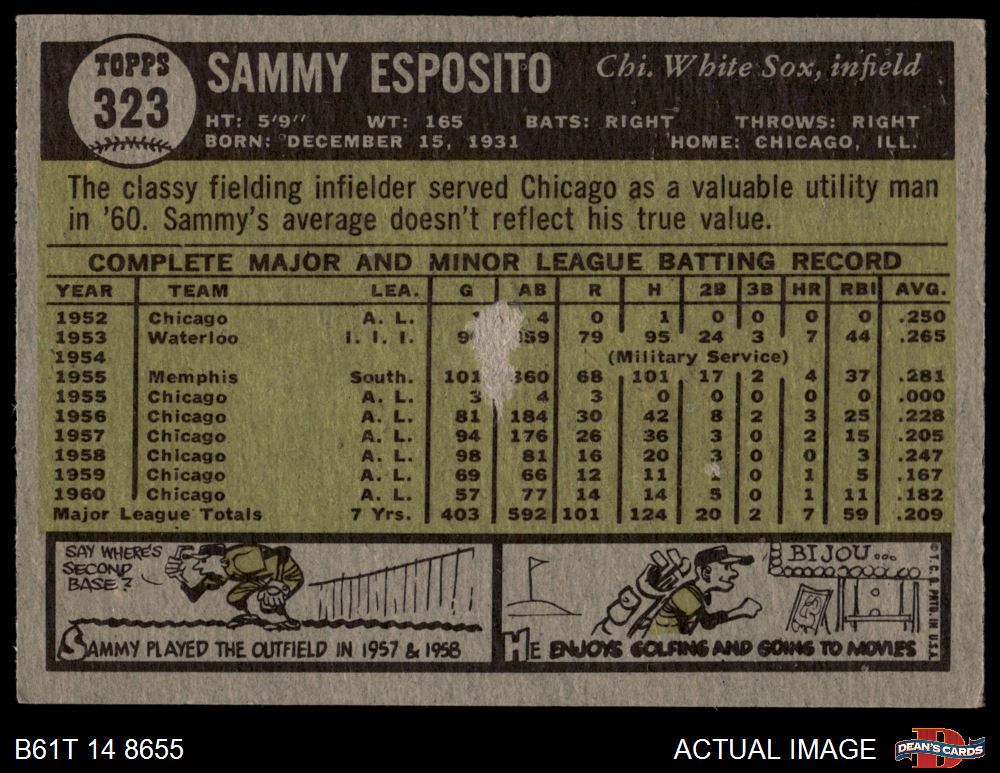 TOPPS
323
SAMMY ESPOSITO
Chi. White Sox, infield
HT: 5'9" WT: 165 BATS: RIGHT THROWS: RIGHT
BORN: DECEMBER 15, 1931 HOME: CHICAGO, ILL.
The classy fielding infielder served Chicago as a valuable utility man
in '60. Sammy's average doesn't reflect his true value.
COMPLETE MAJOR AND MINOR LEAGUE BATTING RECORD
YEAR TEAM LEA. G AB R H 2B 3B HR RBI AVG.
1952 Chicago A. L. 4 0 1 0 0 0 0 .250
1953 Waterloo I. I. I. 79 95 24 3 7 44 .265
1954 (Military Service)
1955 Memphis South. 101 360 68 101 17 2 4 37 .281
1955 Chicago A. L. 3 4 3 0 0 0 0 0 .000
1956 Chicago A. L. 81 184 30 42 8 2 3 25 .228
1957 Chicago A. L. 94 176 26 36 3 0 2 15 .205
1958 Chicago A. L. 98 81 16 20 3 0 0 3 .247
1959 Chicago A. L. 69 66 12 11 0 1 5 .167
1960 Chicago A. L. 57 77 14 14 5 0 1 11 .182
Major League Totals 7 Yrs. 403 592 101 124 20 2 7 59 .209
SAY WHERE'S
SECOND
BASE?
SAMMY PLAYED THE OUTFIELD IN 1957 & 1958
BIJOU...
HE ENJOYS GOLFING AND GOING TO MOVIES
© T. C. G. PRTD. IN U.S.A.
B61T 14 8655
ACTUAL IMAGE
D
DEAN'S CARDS